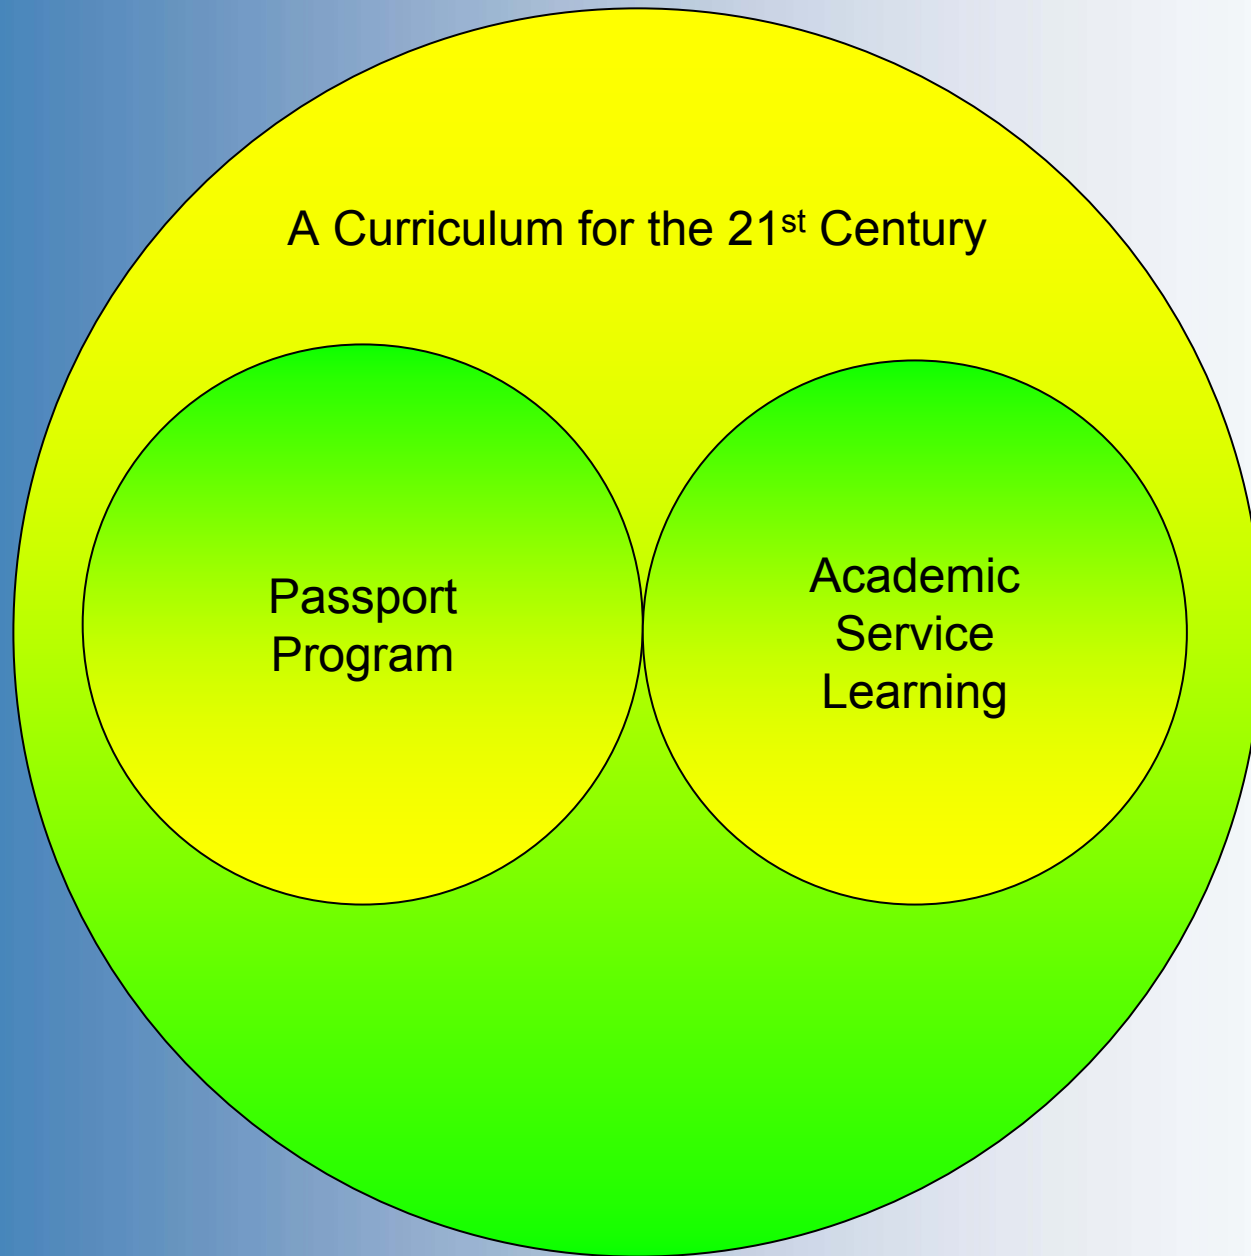 A Curriculum for the 21st Century
Passport
Program
Academic
Service
Learning